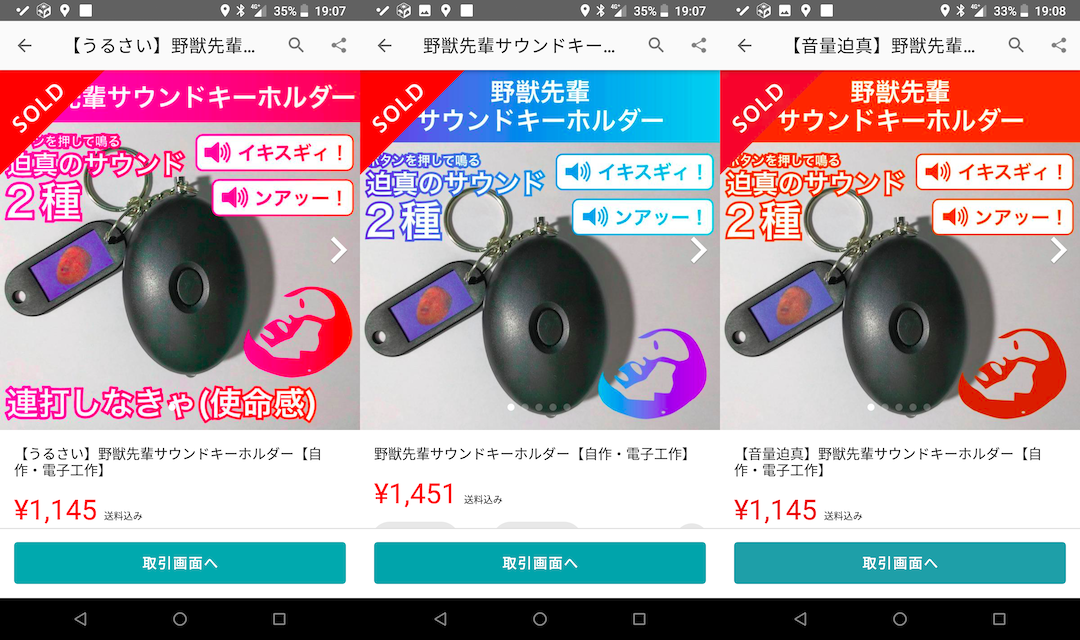 35% 19:07
【うるさい】野獣先輩...
SOLD
先輩サウンドキーホルダー
ンを押して鳴る
迫真のサウンド
2種
イキスギィ!
ンアッー!
連打しなきゃ(使命感)
【うるさい】野獣先輩サウンドキーホルダー【自
作・電子工作】
¥1,145 送料込み
取引画面へ
35% 19:07
野獣先輩サウンドキー...
SOLD
野獣先輩
サウンドキーホルダー
ボタンを押して鳴る
迫真のサウンド
2種
イキスギィ!
ンアッー!
野獣先輩サウンドキーホルダー【自作・電子工作】
¥1,451 送料込み
取引画面へ
33% 19:08
【音量迫真】野獣先輩...
SOLD
野獣先輩
サウンドキーホルダー
ボタンを押して鳴る
迫真のサウンド
2種
イキスギィ!
ンアッー!
【音量迫真】野獣先輩サウンドキーホルダー【自
作・電子工作】
¥1,145 送料込み
取引画面へ